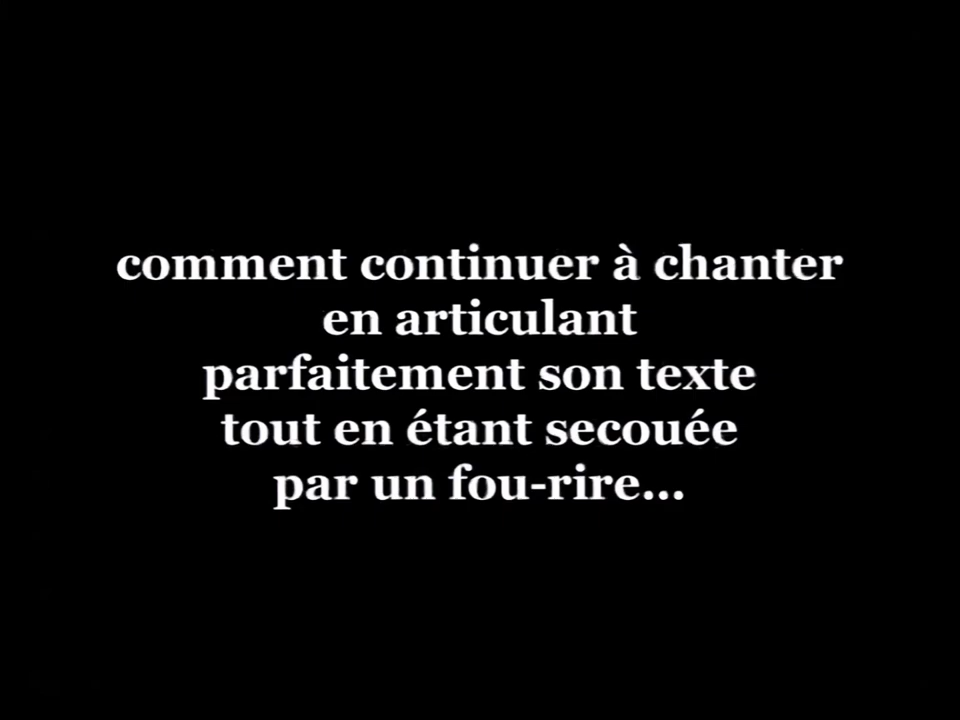 comment continuer à chanter
en articulant
parfaitement son texte
tout en étant secouée
par un fou-rire...